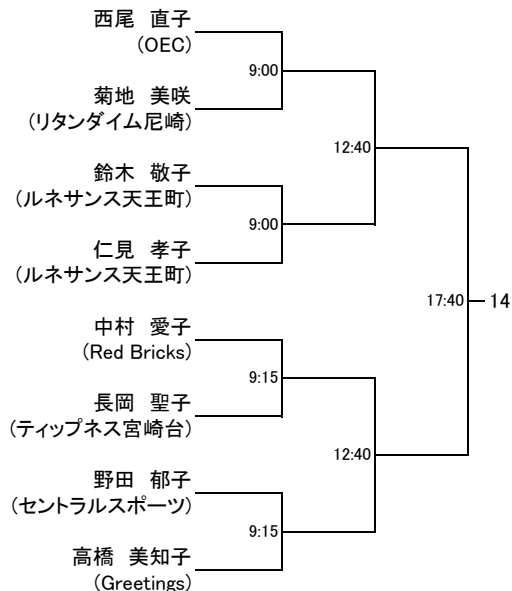 西�　直子
(OEC)
9:00
菊地　美咲
(リタンダイム尼崎)
12:40
鈴木　敬子
(ルネサンス天王町)
9:00
仁見　孝子
(ルネサンス天王町)
17:40
14
中村　愛子
(Red Bricks)
9:15
長岡　聖子
(ティップネス宮崎台)
12:40
野田　郁子
(セントラルスポーツ)
9:15
高橋　美知子
(Greetings)